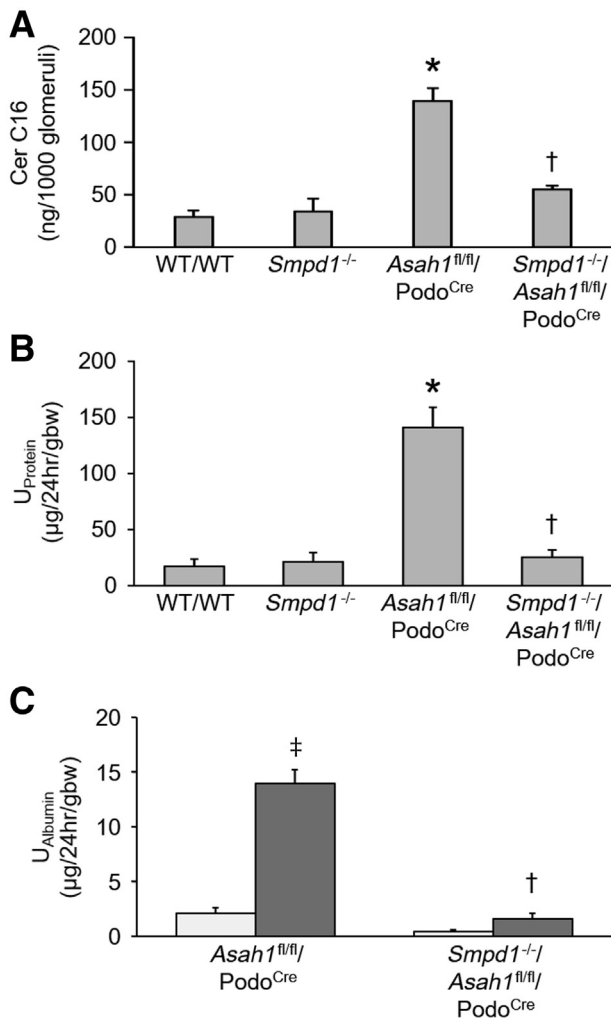 A
200
150
100
50
0
Cer C16
(ng/1000 glomeruli)
*
†
WT/WT Smpd1-/- Asah1fl/fl/ Smpd1-/-/
PodoCre Asah1fl/fl/
PodoCre
B
200
150
100
50
0
UProtein
(µg/24hr/gbw)
*
†
WT/WT Smpd1-/- Asah1fl/fl/ Smpd1-/-/
PodoCre Asah1fl/fl/
PodoCre
C
20
15
10
5
0
UAlbumin
(µg/24hr/gbw)
‡
†
Asah1fl/fl/ Smpd1-/-/
PodoCre Asah1fl/fl/
PodoCre